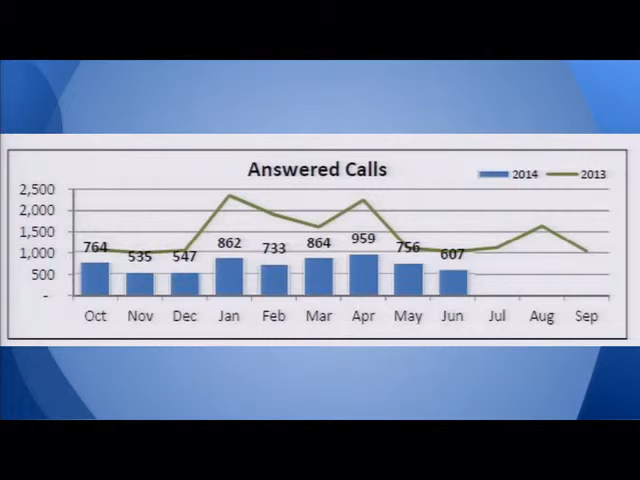 Answered Calls
2014 2013
2,500
2,000
1,500
1,000
500
-
764 535 547 862 733 864 959 756 607
Oct Nov Dec Jan Feb Mar Apr May Jun Jul Aug Sep